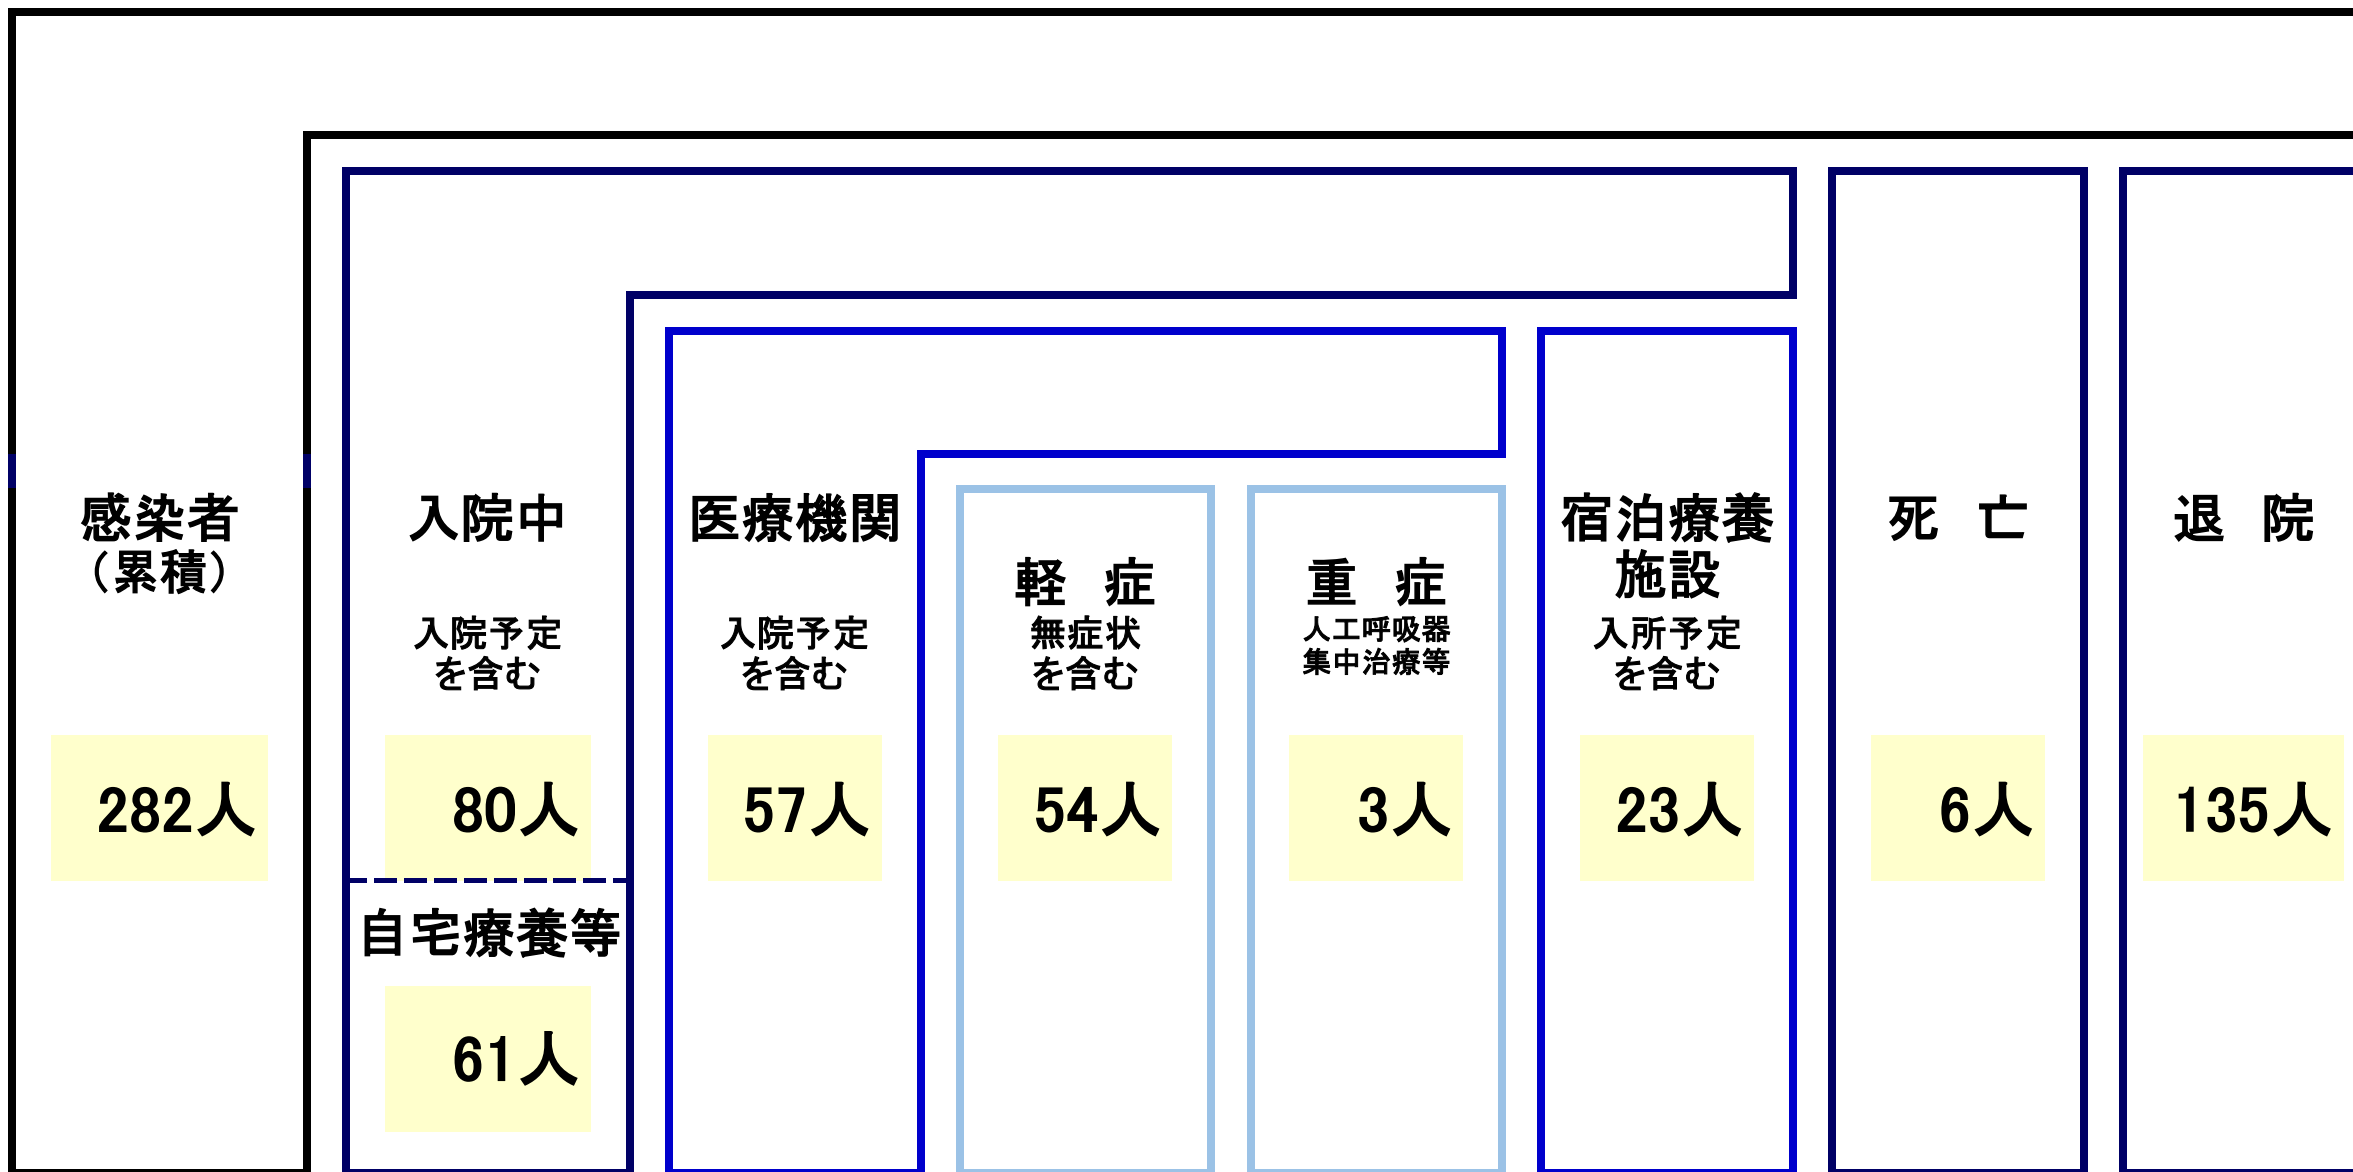 感染者
（累積）
282人
入院中
入院予定
を含む
80人
自宅療養等
61人
医療機関
入院予定
を含む
57人
軽 症
無症状
を含む
54人
重 症
人工呼吸器
集中治療等
3人
宿泊療養
施設
入所予定
を含む
23人
死 亡
6人
退 院
135人